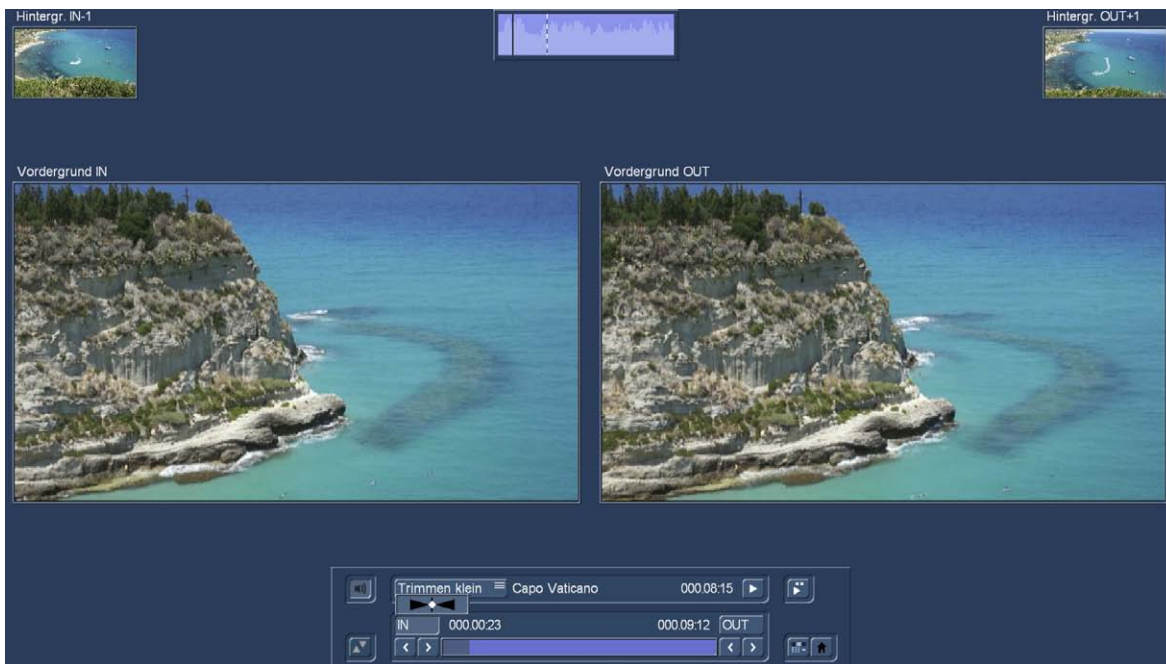 Hintergr. IN-1
Hintergr. OUT+1
Vordergrund IN
Vordergrund OUT
Trimmen klein Capo Vaticano 000.08:15
IN 000.00:23 000.09:12 OUT